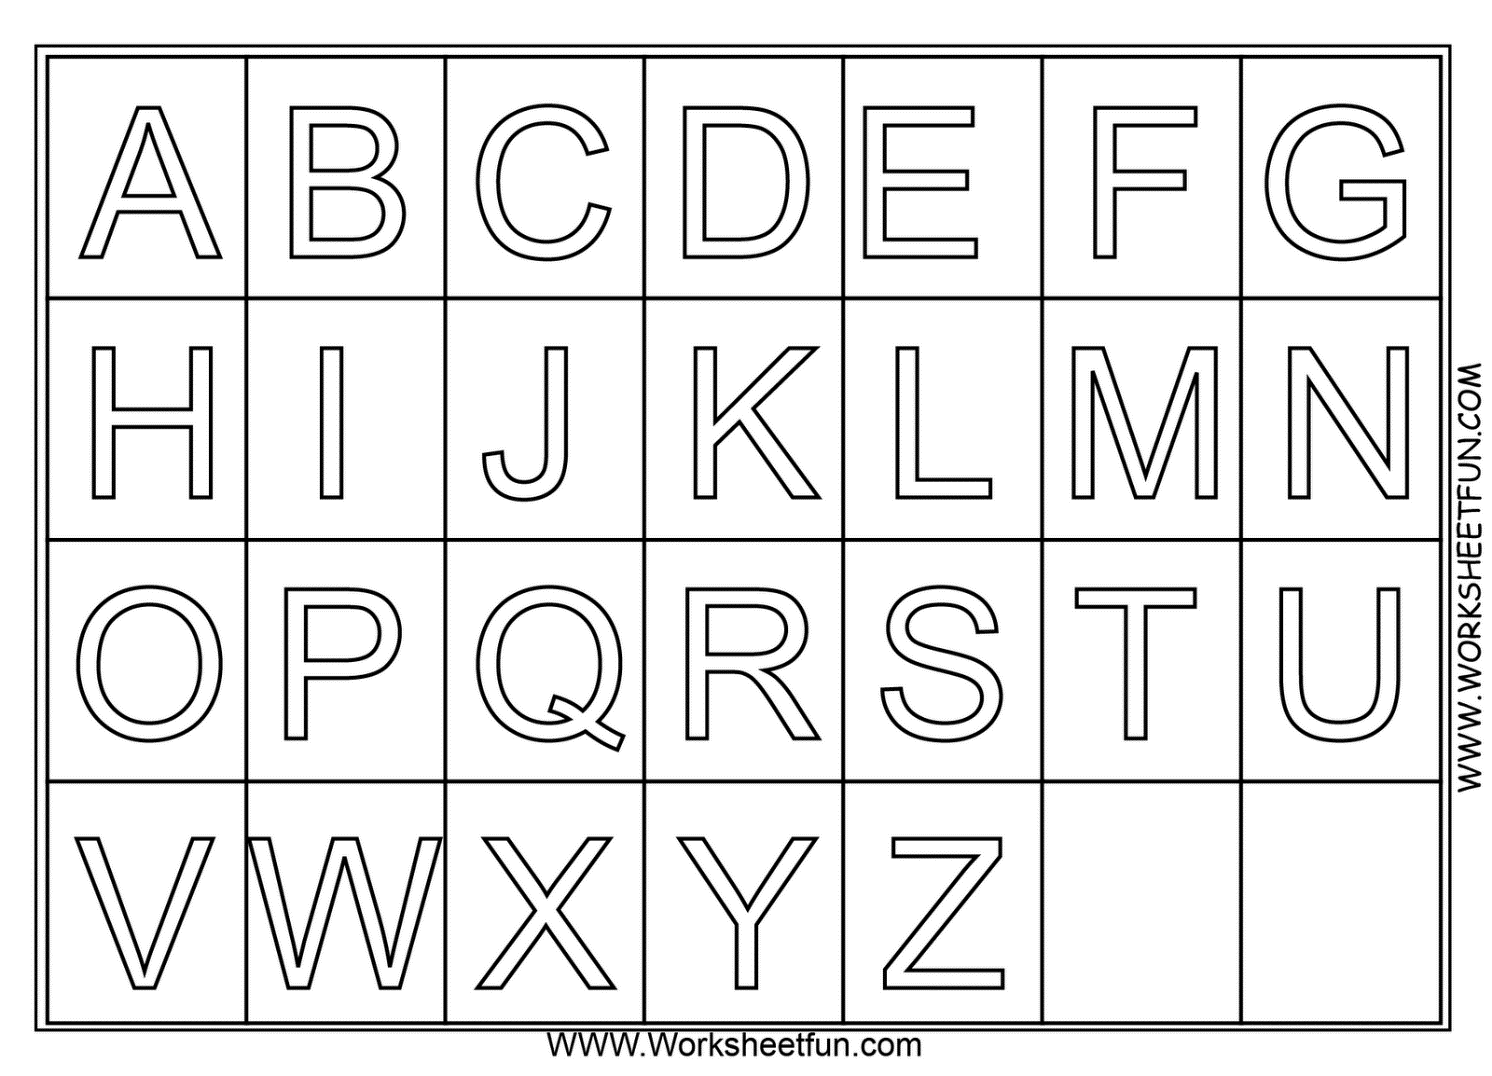 A B C D E F G
H I J K L M N
O P Q R S T U
V W X Y Z
WWW.WORKSHEETFUN.COM
WWW.Worksheetfun.com